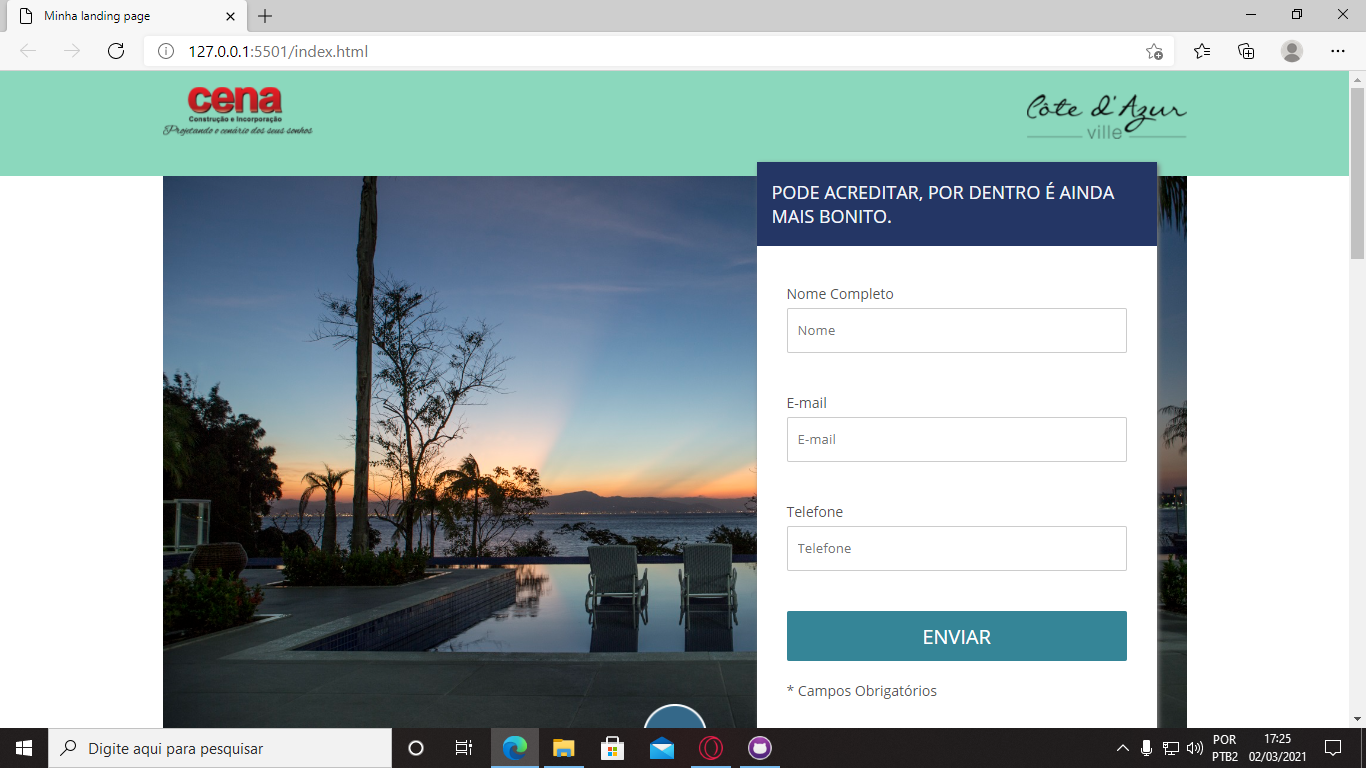 Minha landing page
127.0.0.1:5501/index.html
cena
Construção e Incorporação
Projetando o cenário dos seus sonhos
Côte d'Azur
ville
PODE ACREDITAR, POR DENTRO É AINDA
MAIS BONITO.
Nome Completo
Nome
E-mail
E-mail
Telefone
Telefone
ENVIAR
* Campos Obrigatórios
Digite aqui para pesquisar
POR
PTB2
17:25
02/03/2021